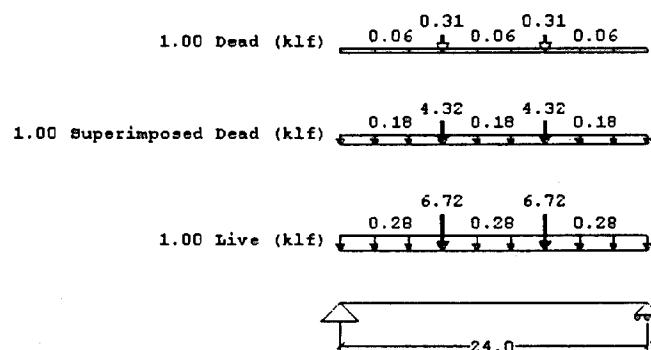 0.31 0.31
1.00 Dead (klf) 0.06 0.06 0.06
4.32 4.32
1.00 Superimposed Dead (klf) 0.18 0.18 0.18
6.72 6.72
1.00 Live (klf) 0.28 0.28 0.28
24.0